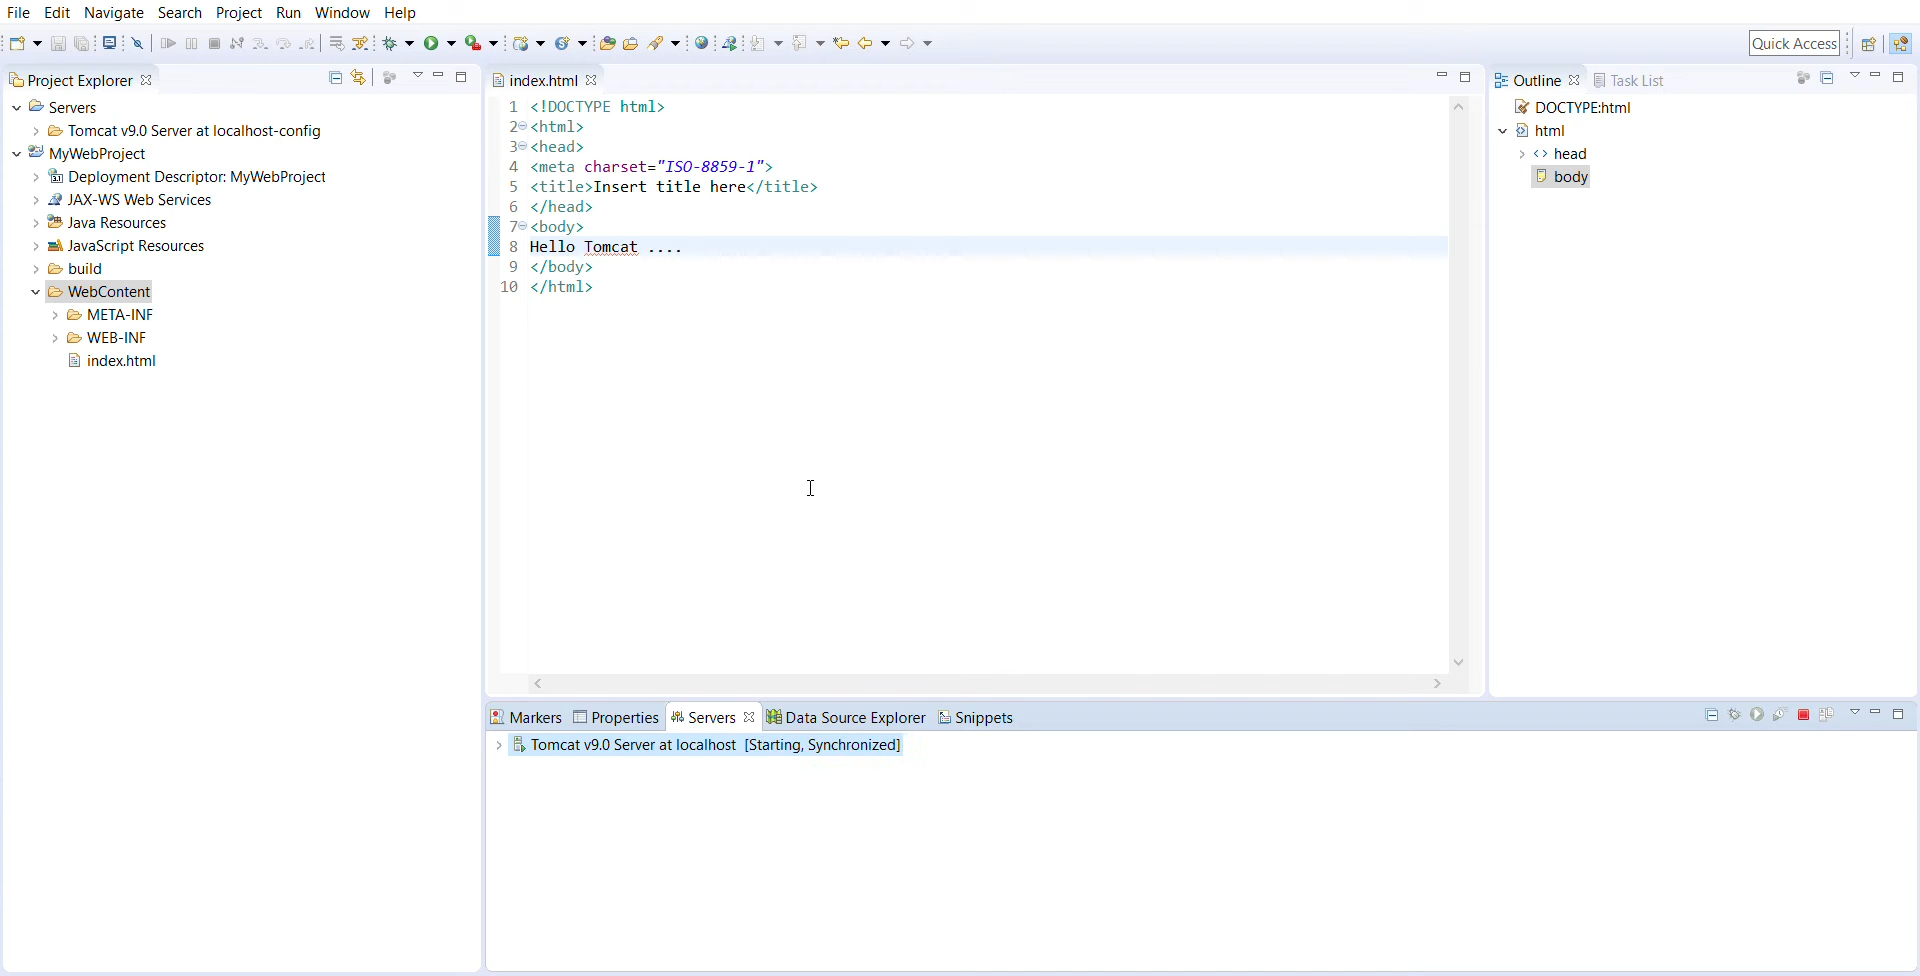 File Edit Navigate Search Project Run Window Help
Quick Access
Project Explorer
Servers
Tomcat v9.0 Server at localhost-config
MyWebProject
Deployment Descriptor: MyWebProject
JAX-WS Web Services
Java Resources
JavaScript Resources
build
WebContent
META-INF
WEB-INF
index.html
index.html
1 <!DOCTYPE html>
2 <html>
3 <head>
4 <meta charset="ISO-8859-1">
5 <title>Insert title here</title>
6 </head>
7 <body>
8 Hello Tomcat ....
9 </body>
10 </html>
Outline Task List
DOCTYPE:html
html
head
body
Markers Properties Servers Data Source Explorer Snippets
Tomcat v9.0 Server at localhost [Starting, Synchronized]